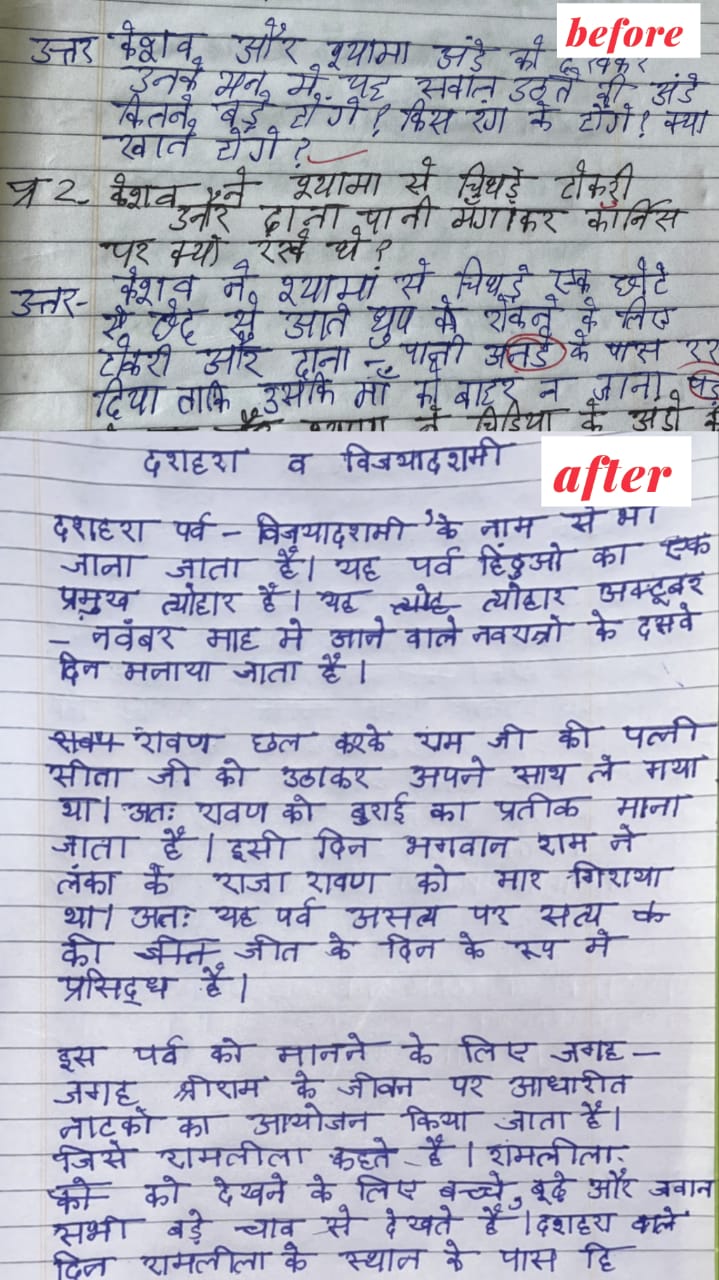 before
उत्तर केशव और श्यामा अंडे को देखकर
उनके मन में यह सवाल उठते की अंडे
कितने बड़े होंगे? किस रंग के होंगे? क्या
खाते होंगे?
प्र 2- केशव ने श्यामा से चिथड़े टोकरी
और दाना पानी मँगाकर कार्निस
पर क्यों रखे थे?
उत्तर- केशव ने श्यामा से चिथड़े एक छोटे
से छेद से आते धुप को रोकने के लिए
टोकरी और दाना - पानी अनडे के पास
दिया ताकि उसकि माँ को बाहर न जाना
श्यामा ने चिडिया के अंडो
after
दशहरा व विजयादशमी
दशहरा पर्व - विजयादशमी 'के नाम से भी
जाना जाता है। यह पर्व हिंदुओ का एक
प्रमुख त्योहार है। यह त्योह त्योहार अक्टूबर
- नवंबर माह मे आने वाले नवरात्रो के दसवे
दिन मनाया जाता है।
रावण छल करके राम जी की पत्नी
सीता जी को उठाकर अपने साथ ले गया
था। अतः रावण को बुराई का प्रतीक माना
जाता है। इसी दिन भगवान राम ने
लंका के राजा रावण को मार गिराया
था। अतः यह पर्व असत्य पर सत्य क
की जीत जीत के दिन के रूप मे
प्रसिद्ध है।
इस पर्व को मानने के लिए जगह -
जगह श्रीराम के जीवन पर आधारीत
नाटको का आयोजन किया जाता है।
जिसे रामलीला कहते है। रामलीला
को को देखने के लिए बच्चे, बूढे और जवान
सभी बड़े चाव से देखते है। दशहरा वाले
दिन रामलीला के स्थान के पास हि